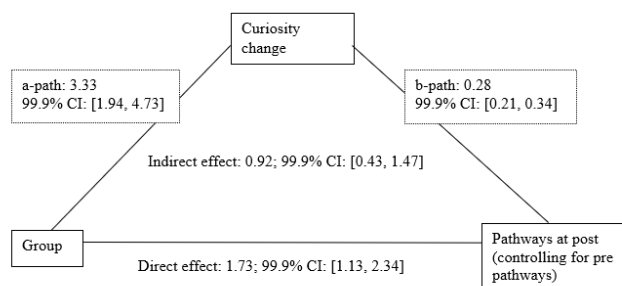 Curiosity
change
a-path: 3.33
99.9% CI: [1.94, 4.73]
b-path: 0.28
99.9% CI: [0.21, 0.34]
Indirect effect: 0.92; 99.9% CI: [0.43, 1.47]
Group
Pathways at post
(controlling for pre
pathways)
Direct effect: 1.73; 99.9% CI: [1.13, 2.34]